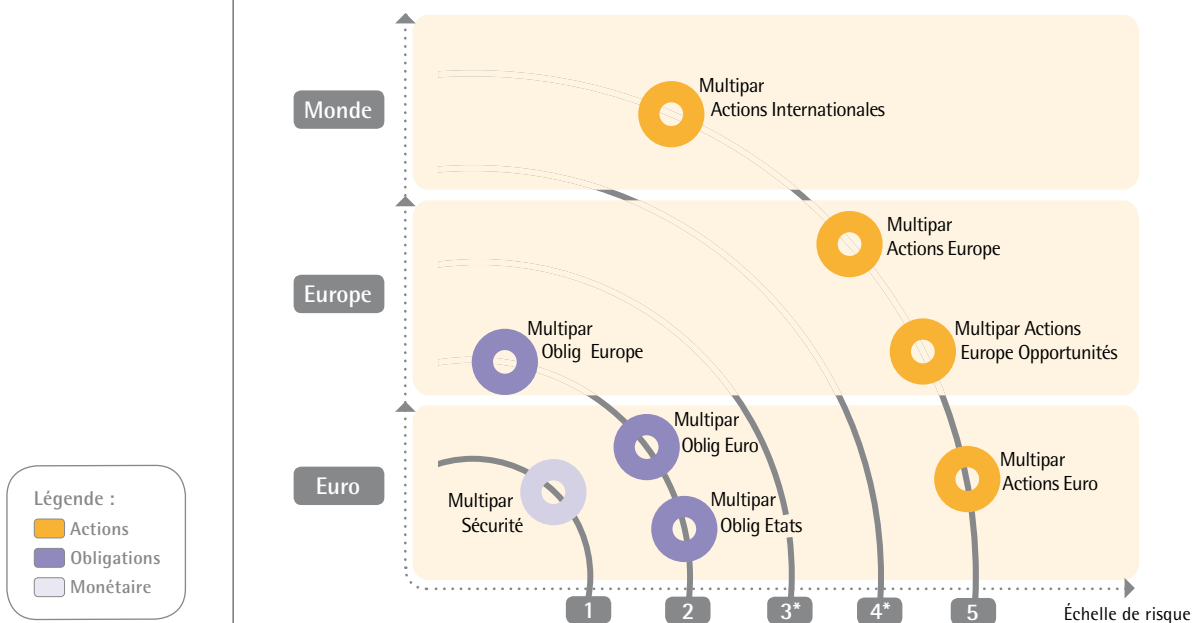 Monde
Multipar
Actions Internationales
Multipar
Actions Europe
Europe
Multipar
Oblig Europe
Multipar Actions
Europe Opportunités
Multipar
Oblig Euro
Multipar
Actions Euro
Euro
Multipar
Sécurité
Multipar
Oblig Etats
Légende :
Actions
Obligations
Monétaire
1
2
3*
4*
5
Échelle de risque